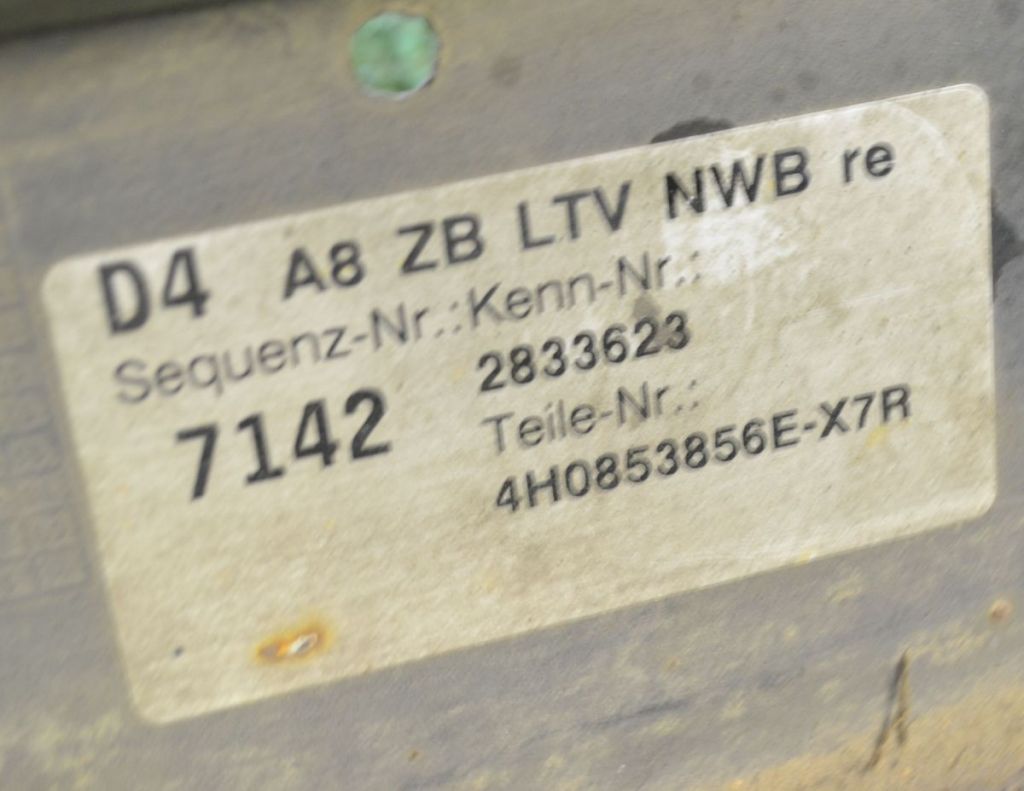 D4 A8 ZB LTV NWB re
Sequenz-Nr.: Kenn-Nr.:
7142 2833623
Teile-Nr.:
4H0853856E-X7R